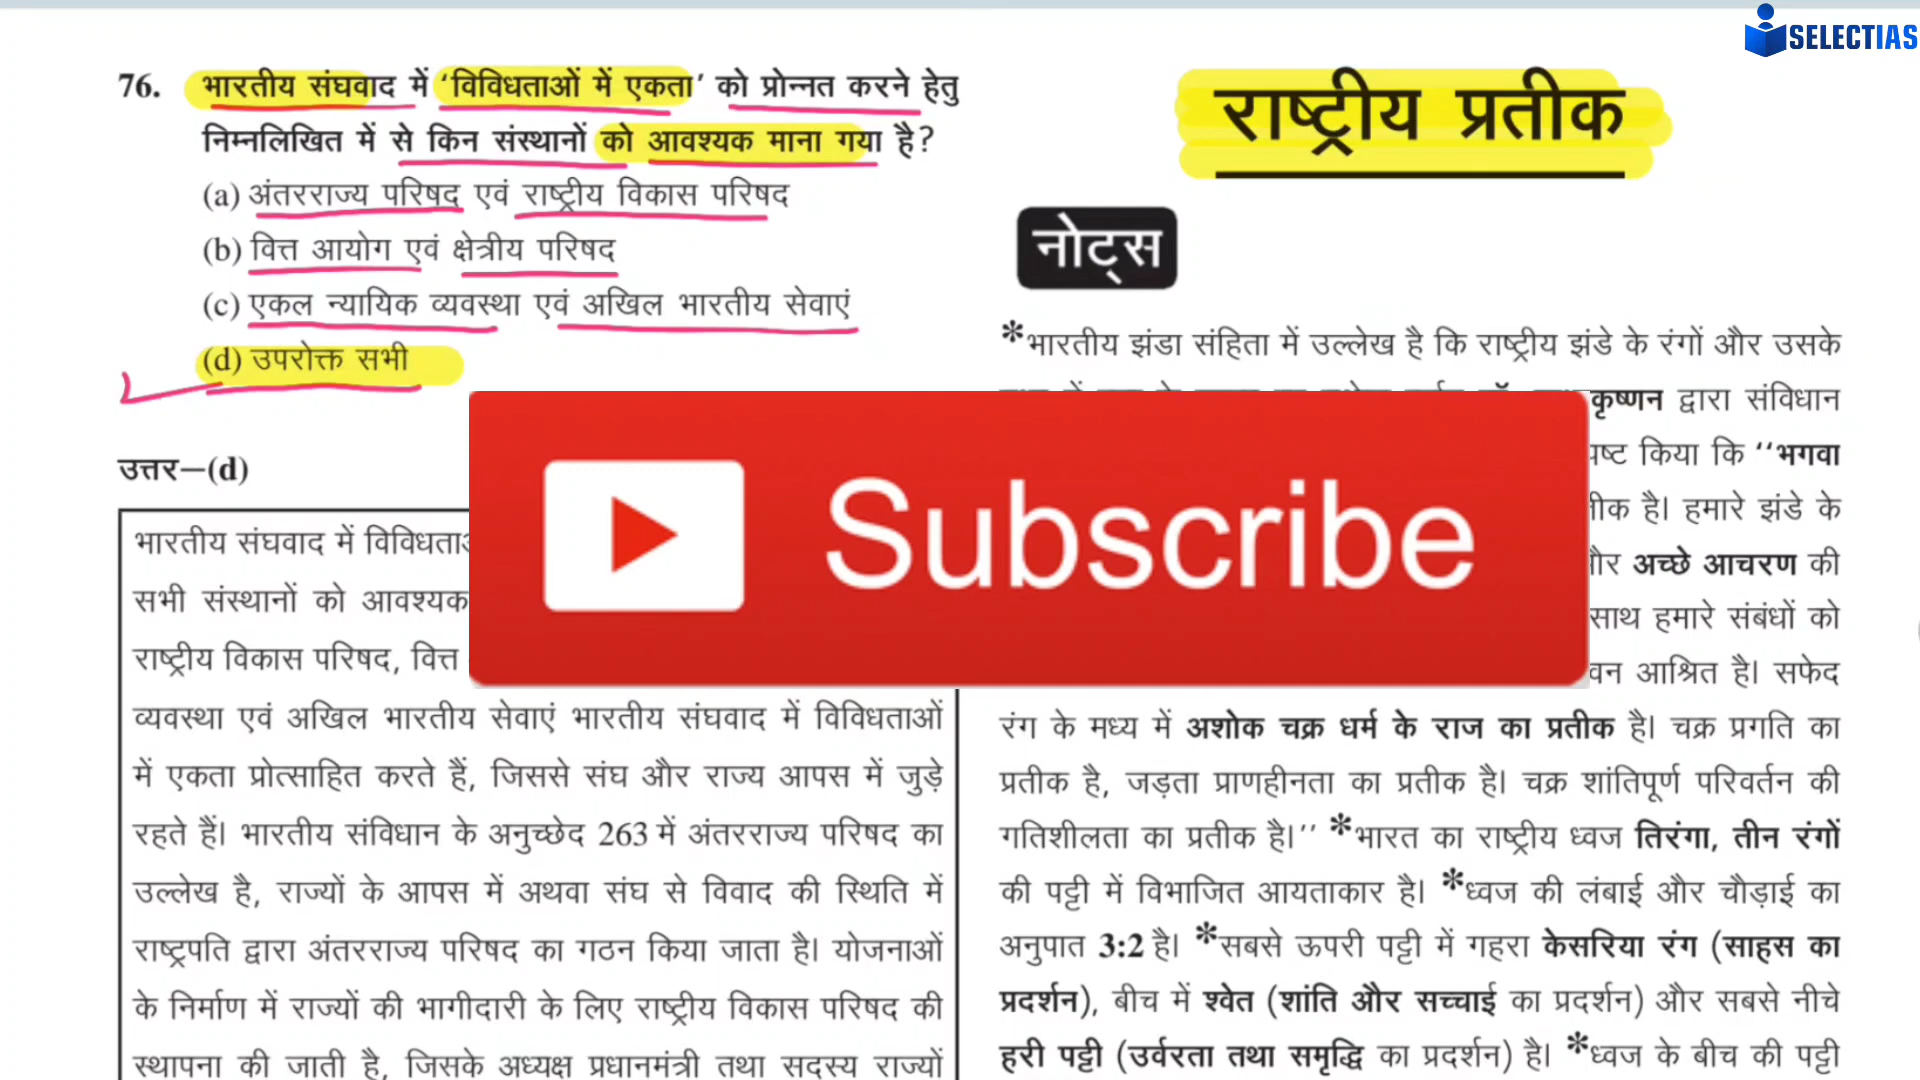 SELECTIAS
76. भारतीय संघवाद में ‘विविधताओं में एकता’ को प्रोन्नत करने हेतु
निम्नलिखित में से किन संस्थानों को आवश्यक माना गया है?
(a) अंतरराज्य परिषद एवं राष्ट्रीय विकास परिषद
(b) वित्त आयोग एवं क्षेत्रीय परिषद
(c) एकल न्यायिक व्यवस्था एवं अखिल भारतीय सेवाएं
(d) उपरोक्त सभी
उत्तर–(d)
भारतीय संघवाद में
सभी संस्थानों को आवश्यक
राष्ट्रीय विकास परिषद, वित्त
व्यवस्था एवं अखिल भारतीय सेवाएं भारतीय संघवाद में विविधताओं
में एकता प्रोत्साहित करते हैं, जिससे संघ और राज्य आपस में जुड़े
रहते हैं। भारतीय संविधान के अनुच्छेद 263 में अंतरराज्य परिषद का
उल्लेख है, राज्यों के आपस में अथवा संघ से विवाद की स्थिति में
राष्ट्रपति द्वारा अंतरराज्य परिषद का गठन किया जाता है। योजनाओं
के निर्माण में राज्यों की भागीदारी के लिए राष्ट्रीय विकास परिषद की
स्थापना की जाती है, जिसके अध्यक्ष प्रधानमंत्री तथा सदस्य राज्यों
राष्ट्रीय प्रतीक
नोट्स
*भारतीय झंडा संहिता में उल्लेख है कि राष्ट्रीय झंडे के रंगों और उसके
कृष्णन द्वारा संविधान
किया कि ‘‘भगवा
है। हमारे झंडे के
अच्छे आचरण की
साथ हमारे संबंधों को
आश्रित है। सफेद
रंग के मध्य में अशोक चक्र धर्म के राज का प्रतीक है। चक्र प्रगति का
प्रतीक है, जड़ता प्राणहीनता का प्रतीक है। चक्र शांतिपूर्ण परिवर्तन की
गतिशीलता का प्रतीक है।’’ *भारत का राष्ट्रीय ध्वज तिरंगा, तीन रंगों
की पट्टी में विभाजित आयताकार है। *ध्वज की लंबाई और चौड़ाई का
अनुपात 3:2 है। *सबसे ऊपरी पट्टी में गहरा केसरिया रंग (साहस का
प्रदर्शन), बीच में श्वेत (शांति और सच्चाई का प्रदर्शन) और सबसे नीचे
हरी पट्टी (उर्वरता तथा समृद्धि का प्रदर्शन) है। *ध्वज के बीच की पट्टी
Subscribe